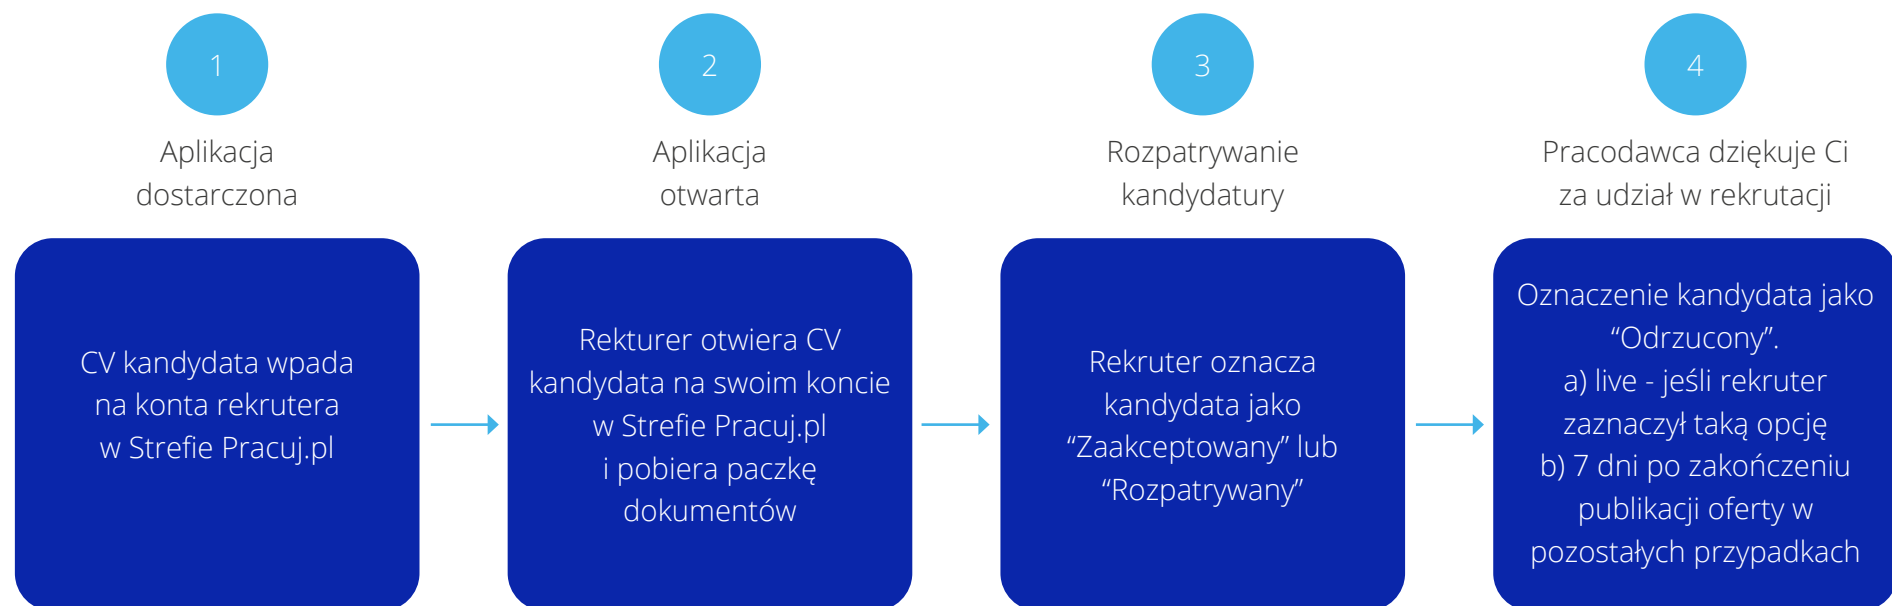 1
Aplikacja
dostarczona
CV kandydata wpada
na konta rekrutera
w Strefie Pracuj.pl
2
Aplikacja
otwarta
Rekturer otwiera CV
kandydata na swoim koncie
w Strefie Pracuj.pl
i pobiera paczkę
dokumentów
3
Rozpatrywanie
kandydatury
Rekruter oznacza
kandydata jako
“Zaakceptowany” lub
“Rozpatrywany”
4
Pracodawca dziękuje Ci
za udział w rekrutacji
Oznaczenie kandydata jako
“Odrzucony”.
a) live - jeśli rekruter
zaznaczył taką opcję
b) 7 dni po zakończeniu
publikacji oferty w
pozostałych przypadkach